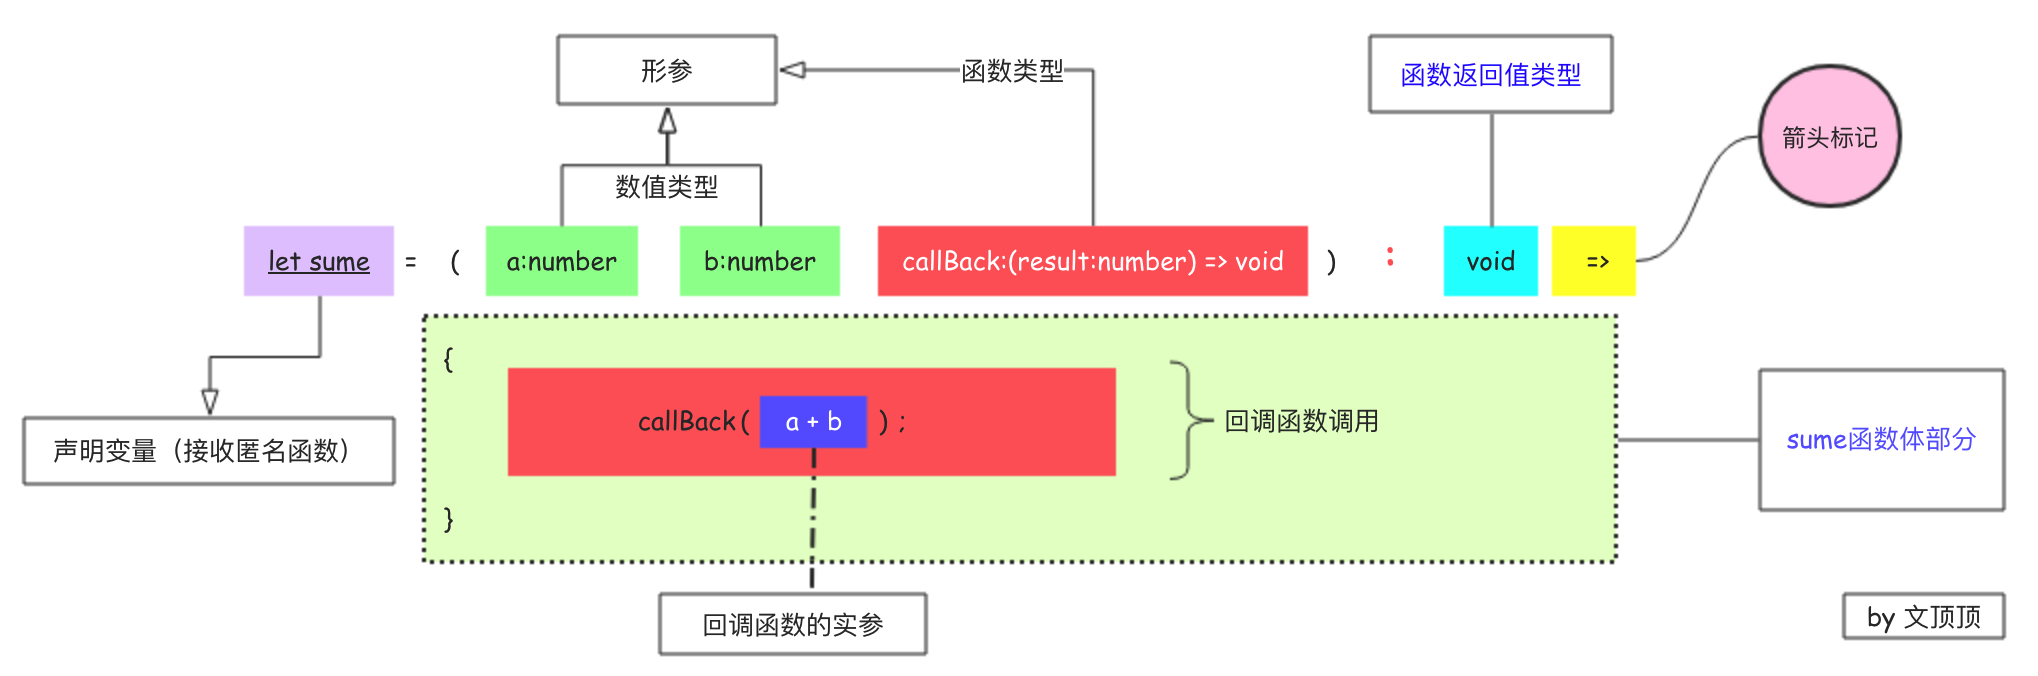 形参
函数类型
函数返回值类型
箭头标记
数值类型
let sume = ( a:number b:number callBack:(result:number) => void ) : void =>
{
callBack( a + b ) ;
回调函数调用
}
声明变量（接收匿名函数）
sume函数体部分
回调函数的实参
by 文顶顶